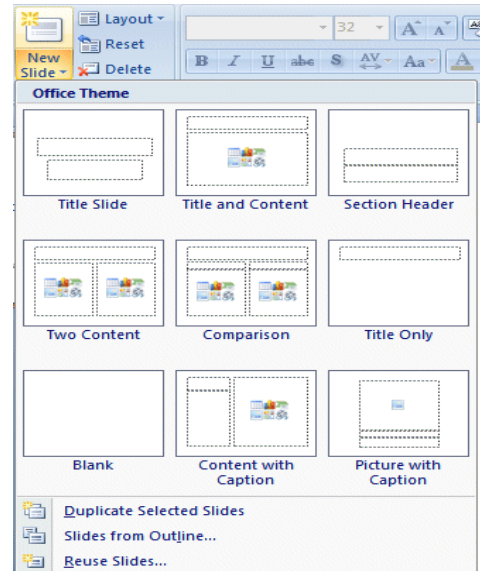 Layout
Reset
Delete
New
Slide
32
A A
B I U abc S AV Aa A
Office Theme
Title Slide
Title and Content
Section Header
Two Content
Comparison
Title Only
Blank
Content with
Caption
Picture with
Caption
Duplicate Selected Slides
Slides from Outline...
Reuse Slides...